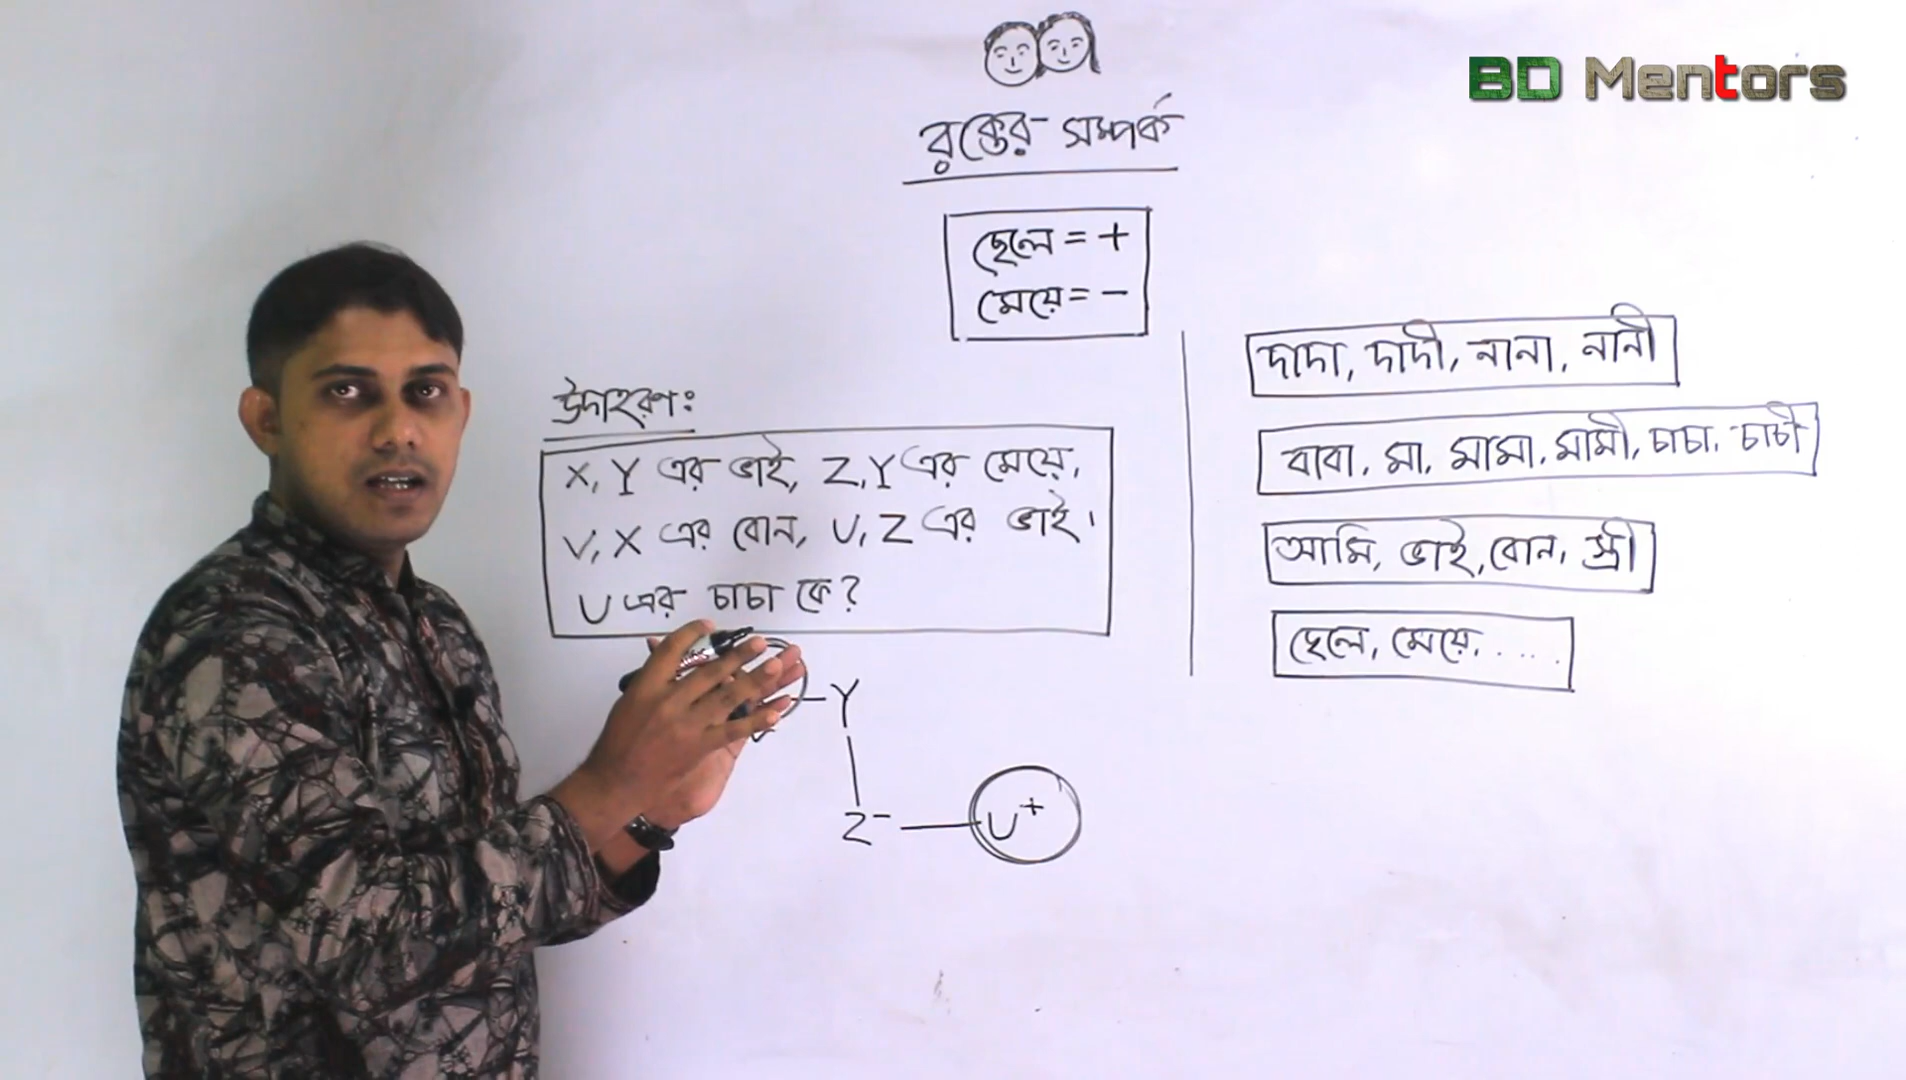 BD Mentors
রক্তের সম্পর্ক
ছেলে = +
মেয়ে = -
উদাহরণঃ
X, Y এর ভাই, Z, Y এর মেয়ে,
V, X এর বোন, U, Z এর ভাই।
U এর চাচা কে?
Y
Z⁻ U⁺
দাদা, দাদী, নানা, নানী
বাবা, মা, মামা, মামী, চাচা, চাচী
আমি, ভাই, বোন, স্ত্রী
ছেলে, মেয়ে, .....